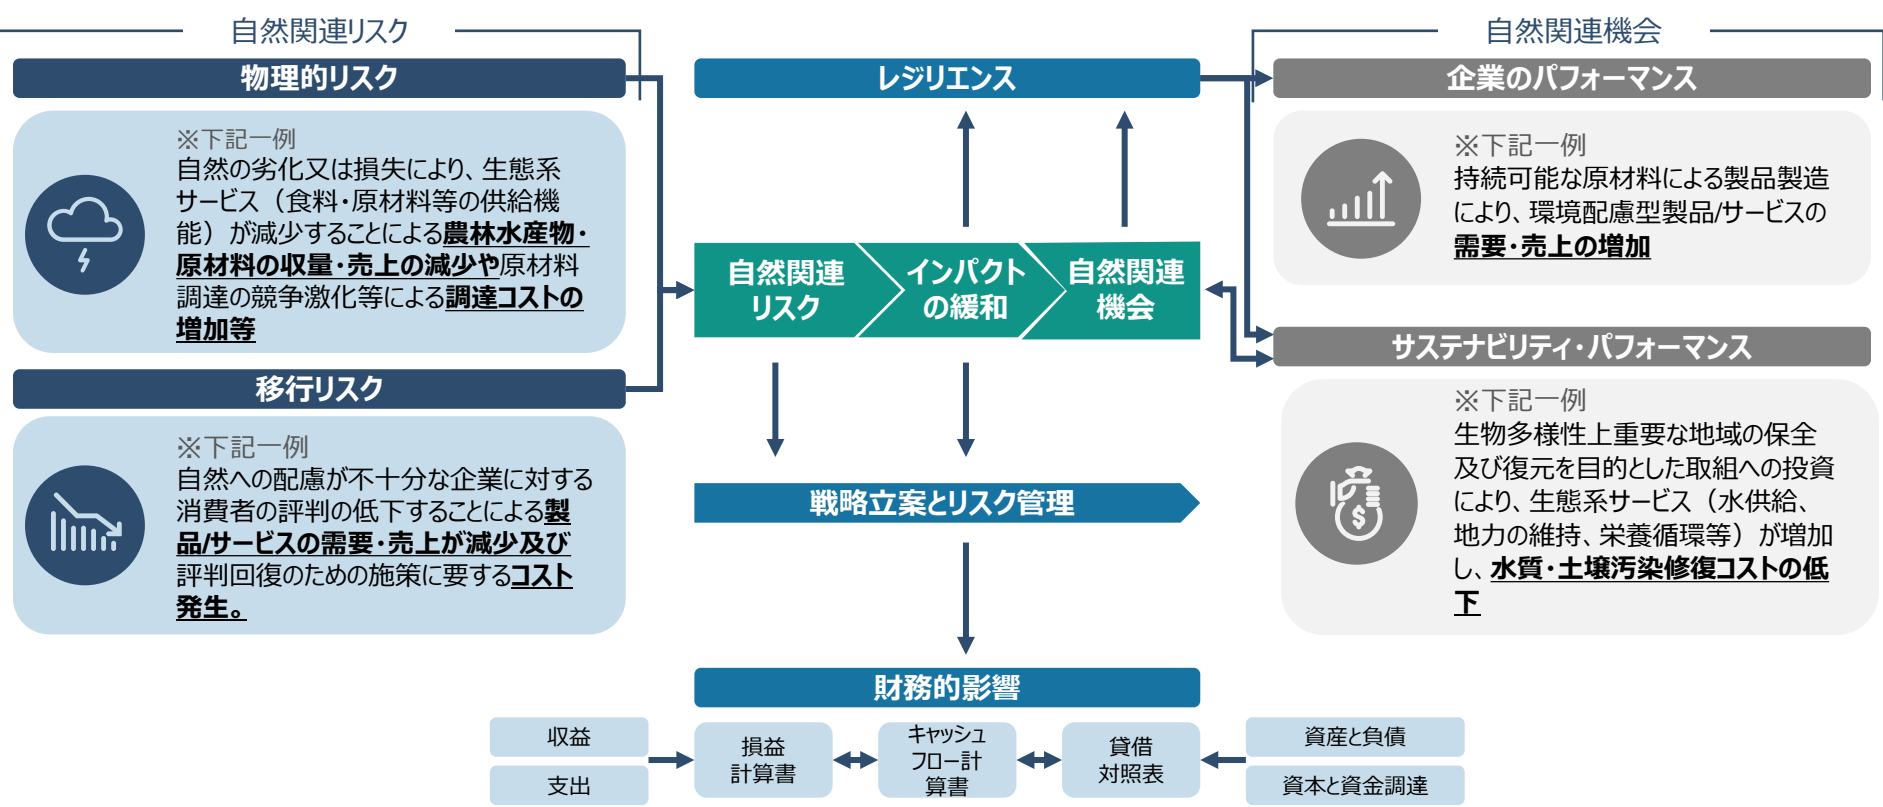 自然関連リスク
物理的リスク
※下記一例
自然の劣化又は損失により、生態系
サービス（食料・原材料等の供給機
能）が減少することによる農林水産物・
原材料の収量・売上の減少や原材料
調達の競争激化等による調達コストの
増加等
移行リスク
※下記一例
自然への配慮が不十分な企業に対する
消費者の評判の低下することによる製
品/サービスの需要・売上が減少及び
評判回復のための施策に要するコスト
発生。
レジリエンス
自然関連
リスク
インパクト
の緩和
自然関連
機会
戦略立案とリスク管理
財務的影響
収益
支出
損益
計算書
キャッシュ
フロー計
算書
貸借
対照表
資産と負債
資本と資金調達
自然関連機会
企業のパフォーマンス
※下記一例
持続可能な原材料による製品製造
により、環境配慮型製品/サービスの
需要・売上の増加
サステナビリティ・パフォーマンス
※下記一例
生物多様性上重要な地域の保全
及び復元を目的とした取組への投資
により、生態系サービス（水供給、
地力の維持、栄養循環等）が増加
し、水質・土壌汚染修復コストの低
下